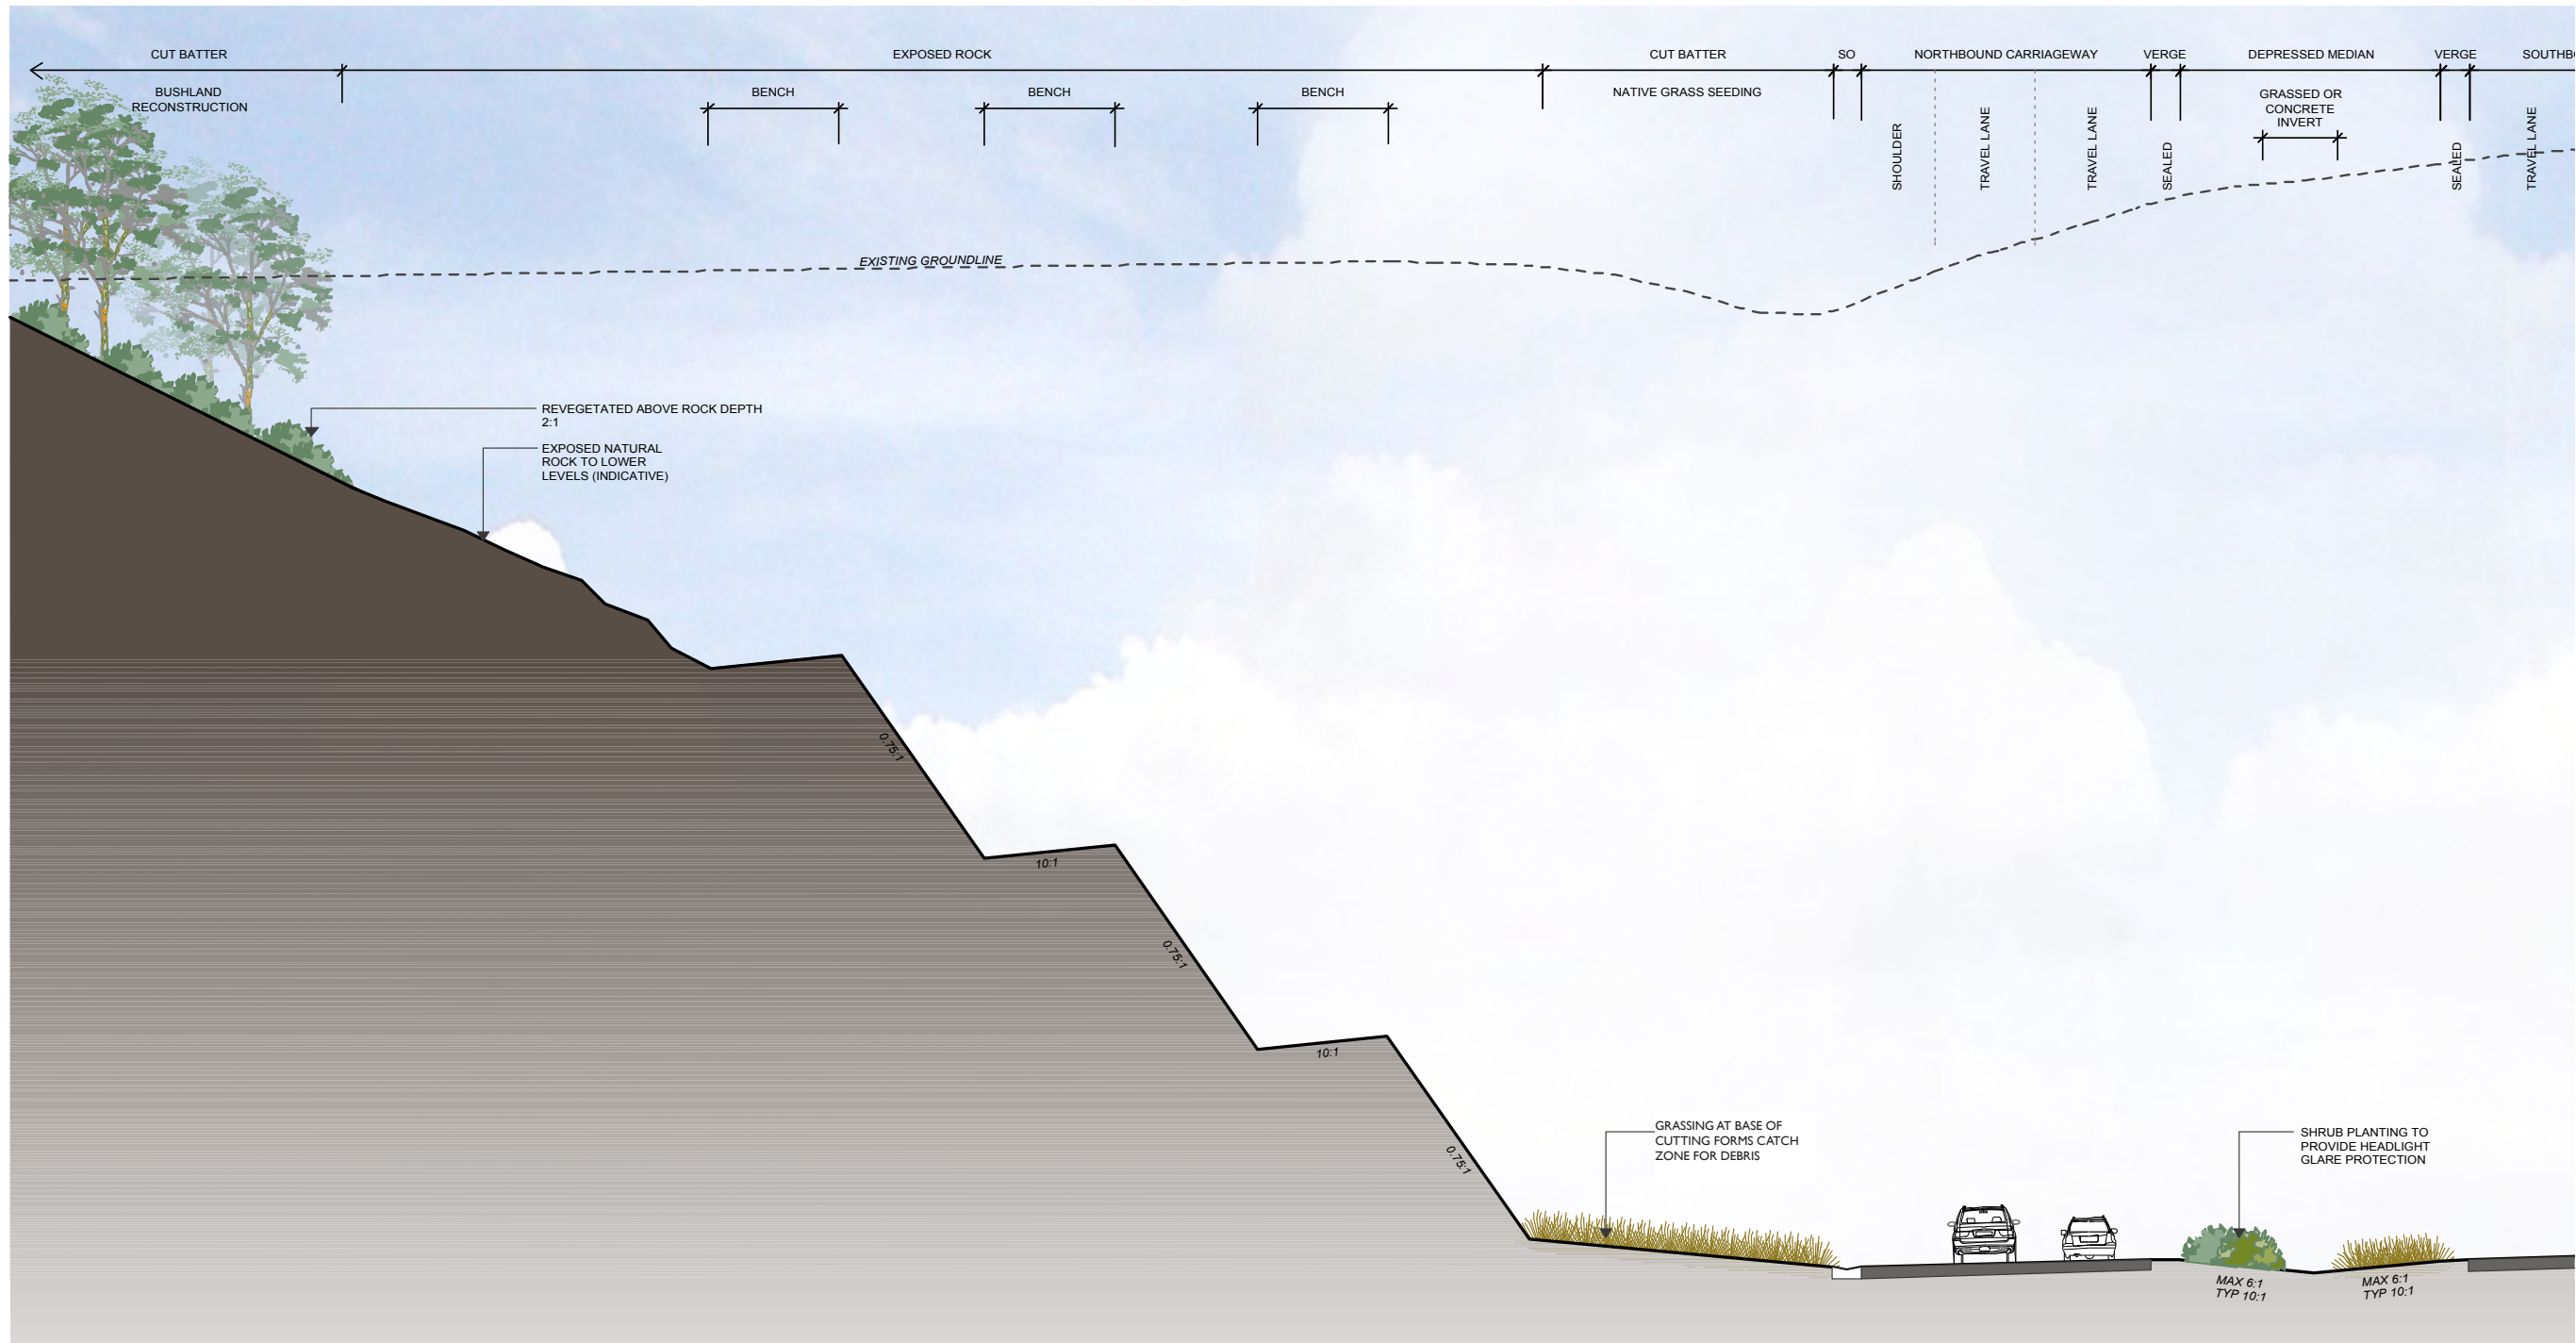 CUT BATTER
EXPOSED ROCK
CUT BATTER
SO
NORTHBOUND CARRIAGEWAY
VERGE
DEPRESSED MEDIAN
VERGE
BUSHLAND
RECONSTRUCTION
BENCH
BENCH
BENCH
NATIVE GRASS SEEDING
GRASSED OR
CONCRETE
INVERT
SHOULDER
TRAVEL LANE
TRAVEL LANE
SEALED
SEALED
TRAVEL LANE
EXISTING GROUNDLINE
REVEGETATED ABOVE ROCK DEPTH
2:1
EXPOSED NATURAL
ROCK TO LOWER
LEVELS (INDICATIVE)
0.75:1
10:1
0.75:1
10:1
0.75:1
GRASSING AT BASE OF
CUTTING FORMS CATCH
ZONE FOR DEBRIS
SHRUB PLANTING TO
PROVIDE HEADLIGHT
GLARE PROTECTION
MAX 6:1
TYP 10:1
MAX 6:1
TYP 10:1